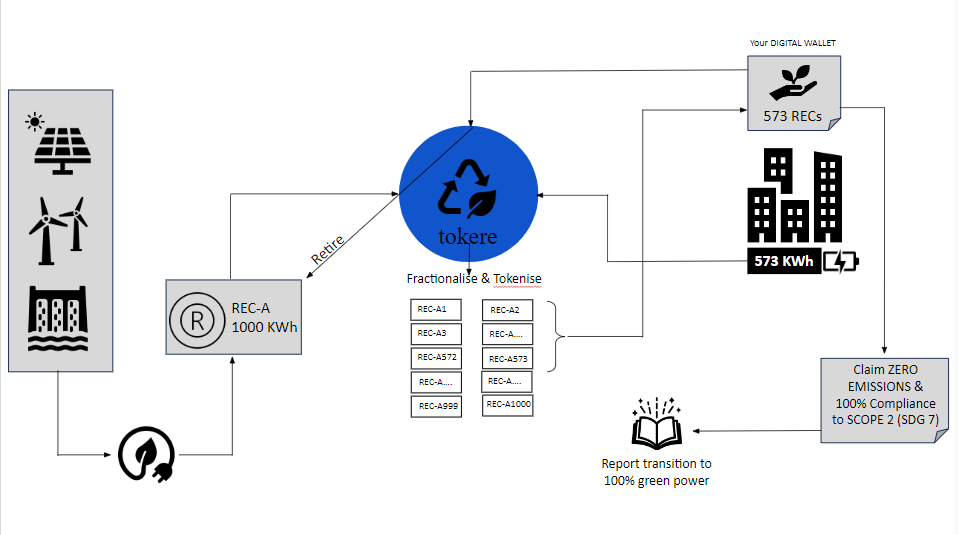 Your DIGITAL WALLET
573 RECs
tokere
Retire
573 KWh
Fractionalise & Tokenise
R
REC-A
1000 KWh
REC-A1
REC-A2
REC-A3
REC-A....
REC-A572
REC-A573
REC-A....
REC-A....
REC-A999
REC-A1000
Claim ZERO
EMISSIONS &
100% Compliance
to SCOPE 2 (SDG 7)
Report transition to
100% green power